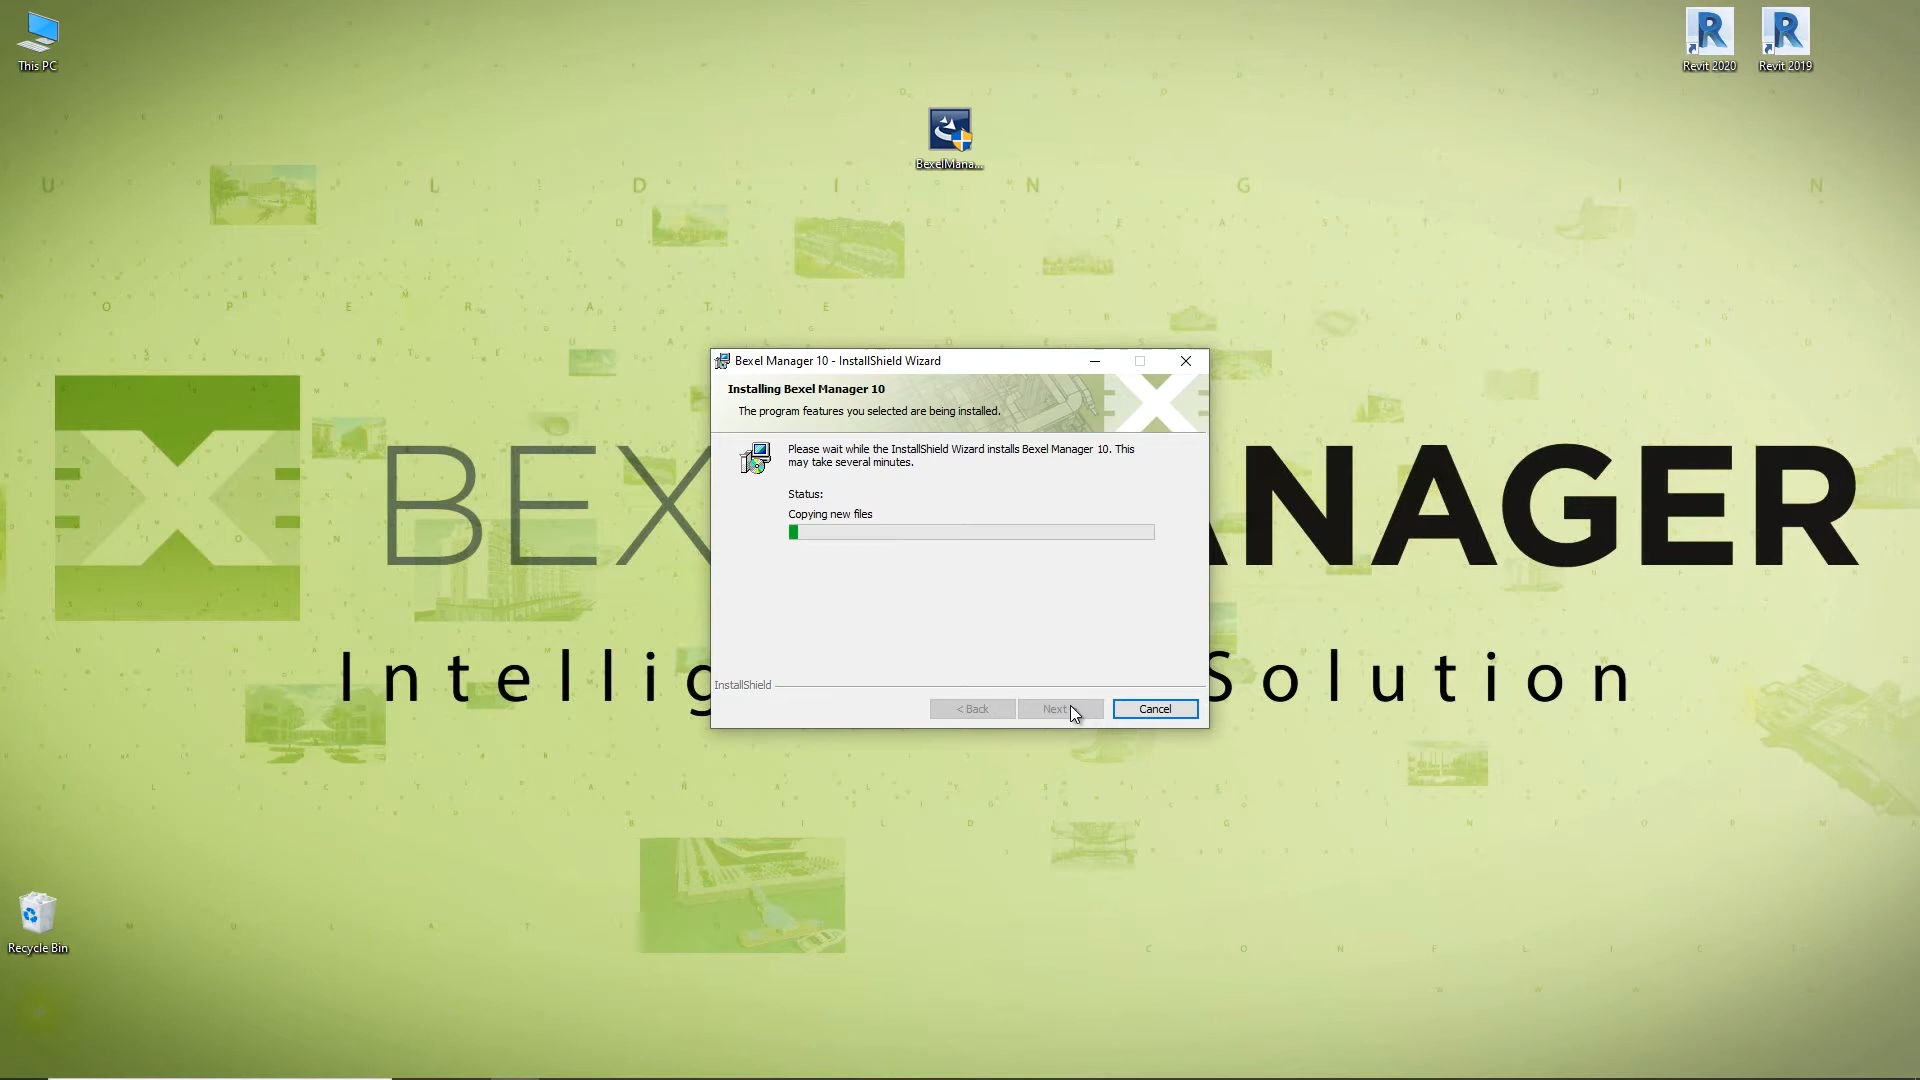 This PC
Revit 2020
Revit 2019
BexelMana...
U I L D I N G I N
O P E R A T E
Bexel Manager 10 - InstallShield Wizard
Installing Bexel Manager 10
The program features you selected are being installed.
Please wait while the InstallShield Wizard installs Bexel Manager 10. This
may take several minutes.
Status:
Copying new files
BEX ANAGER
Intellig Solution
InstallShield
< Back
Next
Cancel
B U I L D I N G I N F O R M A
Recycle Bin
C O N F L I C